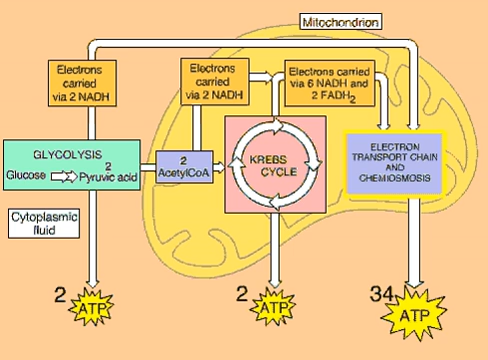 Mitochondrion
Electrons
carried
via 2 NADH
Electrons
carried
via 2 NADH
Electrons carried
via 6 NADH and
2 FADH2
GLYCOLYSIS
2
Glucose Pyruvic acid
2
AcetylCoA
KREBS
CYCLE
ELECTRON
TRANSPORT CHAIN
AND
CHEMIOSMOSIS
Cytoplasmic
fluid
2 ATP
2 ATP
34 ATP